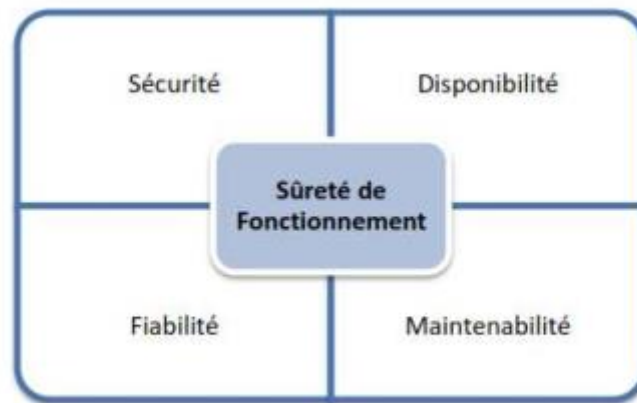 Sécurité
Disponibilité
Sûreté de
Fonctionnement
Fiabilité
Maintenabilité